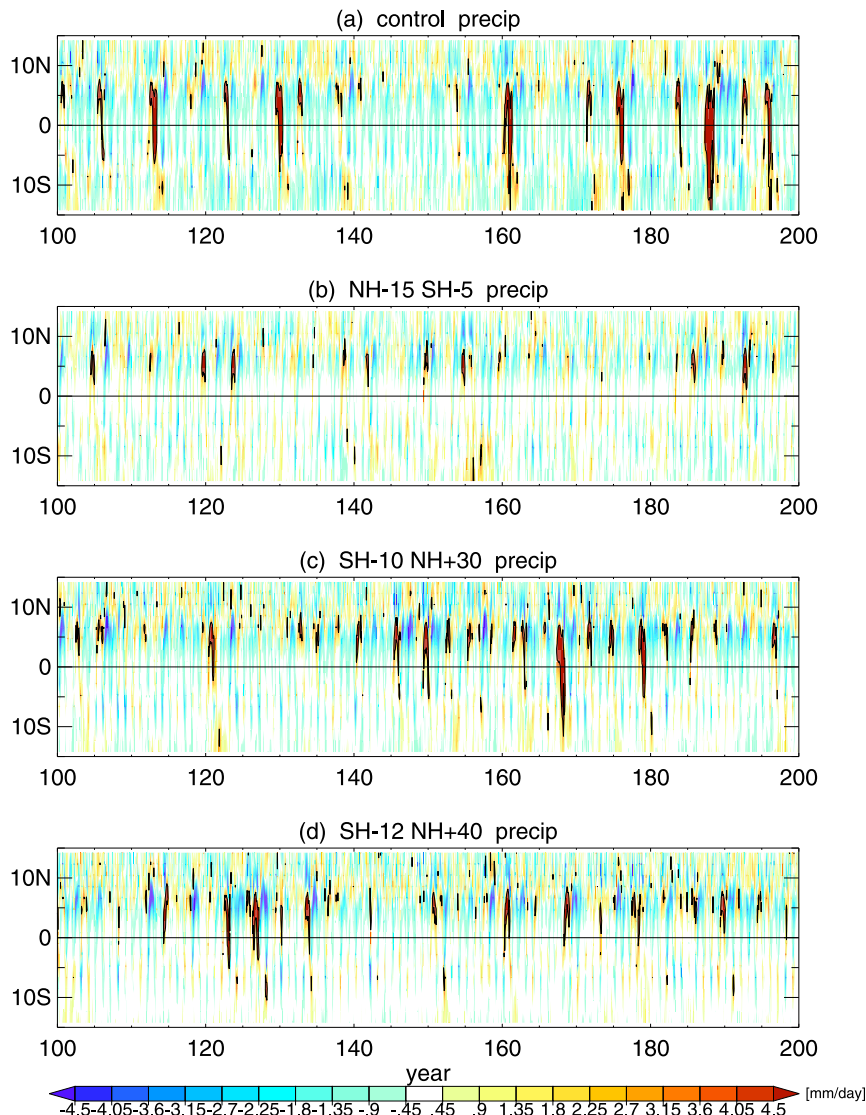 (a) control precip
10N
0
10S
100 120 140 160 180 200
(b) NH-15 SH-5 precip
10N
0
10S
100 120 140 160 180 200
(c) SH-10 NH+30 precip
10N
0
10S
100 120 140 160 180 200
(d) SH-12 NH+40 precip
10N
0
10S
100 120 140 160 180 200
year
[mm/day]
-4.5 -4.05 -3.6 -3.15 -2.7 -2.25 -1.8 -1.35 -.9 -.45 .45 .9 1.35 1.8 2.25 2.7 3.15 3.6 4.05 4.5